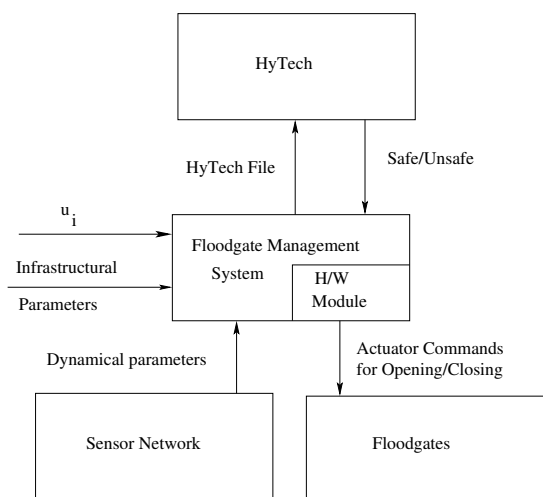 HyTech
HyTech File
Safe/Unsafe
u i
Floodgate Management
System
H/W
Module
Infrastructural
Parameters
Dynamical parameters
Actuator Commands
for Opening/Closing
Sensor Network
Floodgates